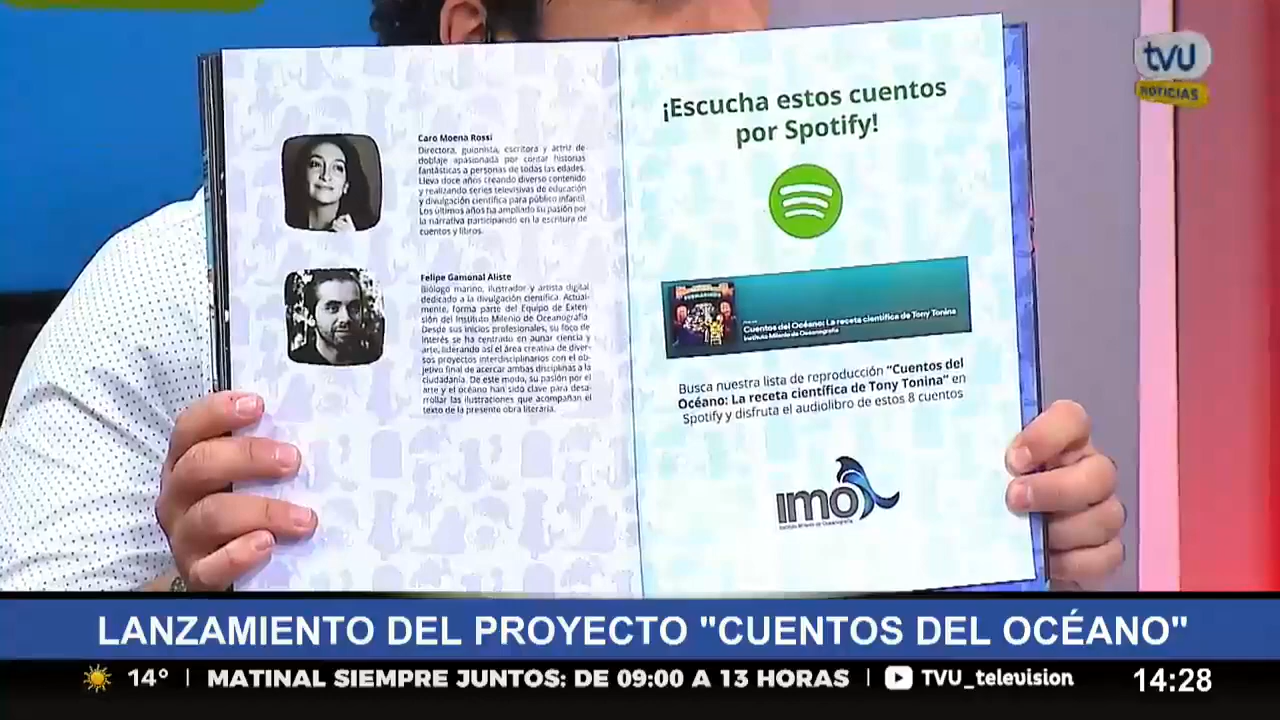 tvu
NOTICIAS
Caro Moena Rossi
Directora, guionista, escritora y actriz de
doblaje apasionada por contar historias
fantásticas a personas de todas las edades.
Lleva doce años creando diverso contenido
y realizando series televisivas de educación
y divulgación científica para público infantil.
Los últimos años ha ampliado su pasión por
la narrativa participando en la escritura de
cuentos y libros.
Felipe Gamonal Aliste
Biólogo marino, ilustrador y artista digital
dedicado a la divulgación científica. Actual-
mente, forma parte del Equipo de Exten-
sión del Instituto Milenio de Oceanografía.
Desde sus inicios profesionales, su foco de
interés se ha centrado en aunar ciencia y
arte, liderando así el área creativa de diver-
sos proyectos interdisciplinarios con el ob-
jetivo final de acercar ambas disciplinas a la
ciudadanía. De este modo, su pasión por el
arte y el océano han sido clave para desa-
rrollar las ilustraciones que acompañan el
texto de la presente obra literaria.
¡Escucha estos cuentos
por Spotify!
Cuentos del Océano: La receta científica de Tony Tonina
Instituto Milenio de Oceanografía
Busca nuestra lista de reproducción “Cuentos del
Océano: La receta científica de Tony Tonina” en
Spotify y disfruta el audiolibro de estos 8 cuentos
imo
Instituto Milenio de Oceanografía
LANZAMIENTO DEL PROYECTO "CUENTOS DEL OCÉANO"
14° | MATINAL SIEMPRE JUNTOS: DE 09:00 A 13 HORAS | TVU_television 14:28